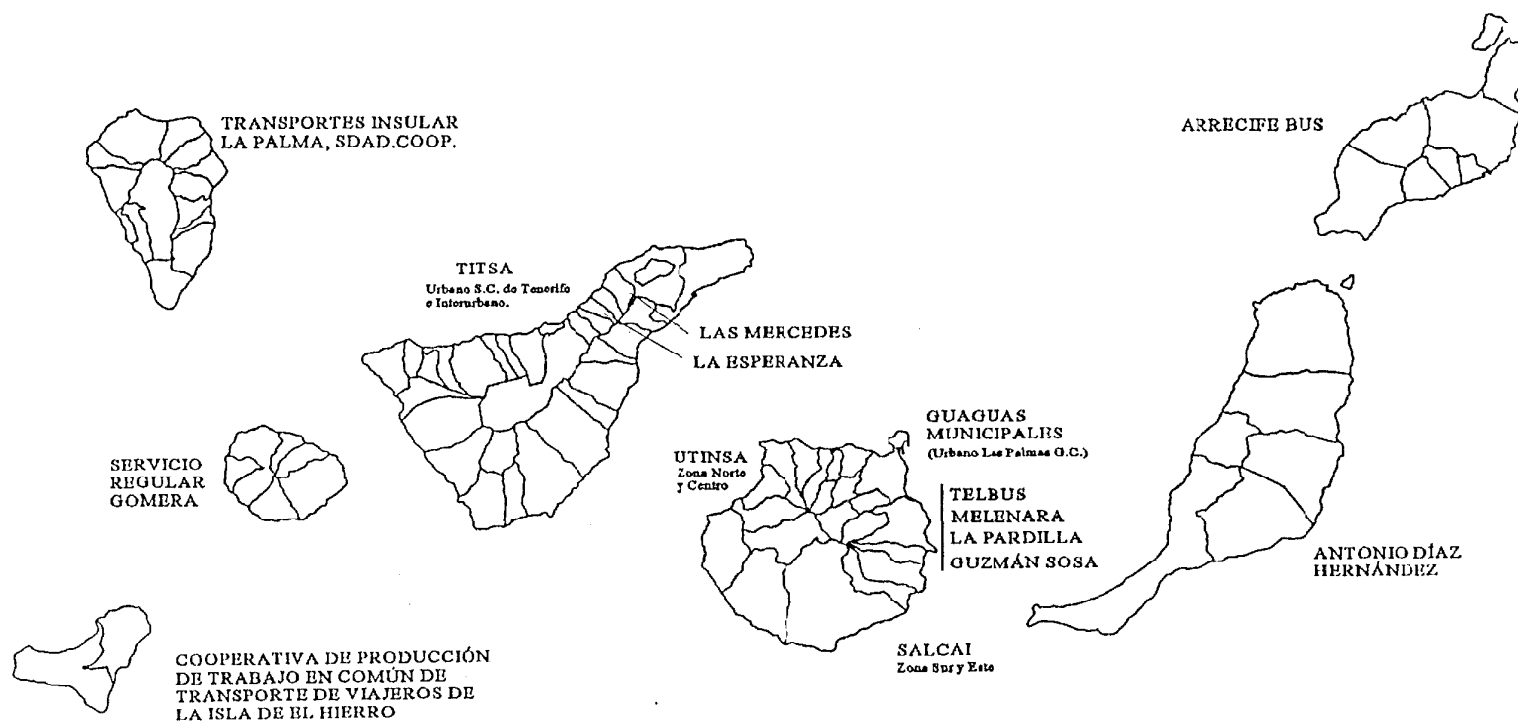 TRANSPORTES INSULAR
LA PALMA, SDAD.COOP.
ARRECIFE BUS
TITSA
Urbano S.C. de Tenerife
e Interurbano.
LAS MERCEDES
LA ESPERANZA
SERVICIO
REGULAR
GOMERA
UTINSA
Zona Norte
y Centro
GUAGUAS
MUNICIPALES
(Urbano Las Palmas G.C.)
TELBUS
MELENARA
LA PARDILLA
GUZMÁN SOSA
ANTONIO DÍAZ
HERNÁNDEZ
SALCAI
Zona Sur y Este
COOPERATIVA DE PRODUCCIÓN
DE TRABAJO EN COMÚN DE
TRANSPORTE DE VIAJEROS DE
LA ISLA DE EL HIERRO